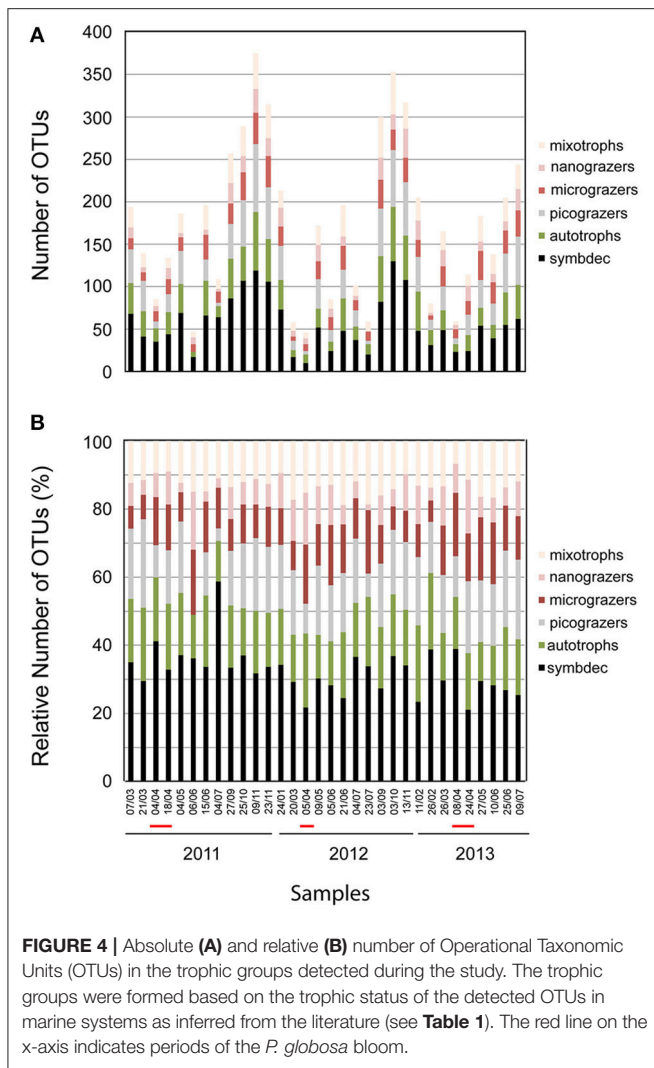 A
400
350
300
250
200
150
100
50
0
Number of OTUs
mixotrophs
nanograzers
micrograzers
picograzers
autotrophs
symbdec
B
100
80
60
40
20
0
Relative Number of OTUs (%)
mixotrophs
nanograzers
micrograzers
picograzers
autotrophs
symbdec
07/03
21/03
04/04
18/04
04/05
06/06
15/06
04/07
27/09
25/10
09/11
23/11
24/01
20/03
05/04
09/05
05/06
21/06
04/07
23/07
03/09
03/10
13/11
11/02
26/02
28/03
08/04
24/04
27/05
10/06
25/06
09/07
2011
2012
2013
Samples
FIGURE 4 | Absolute (A) and relative (B) number of Operational Taxonomic
Units (OTUs) in the trophic groups detected during the study. The trophic
groups were formed based on the trophic status of the detected OTUs in
marine systems as inferred from the literature (see Table 1). The red line on the
x-axis indicates periods of the P. globosa bloom.